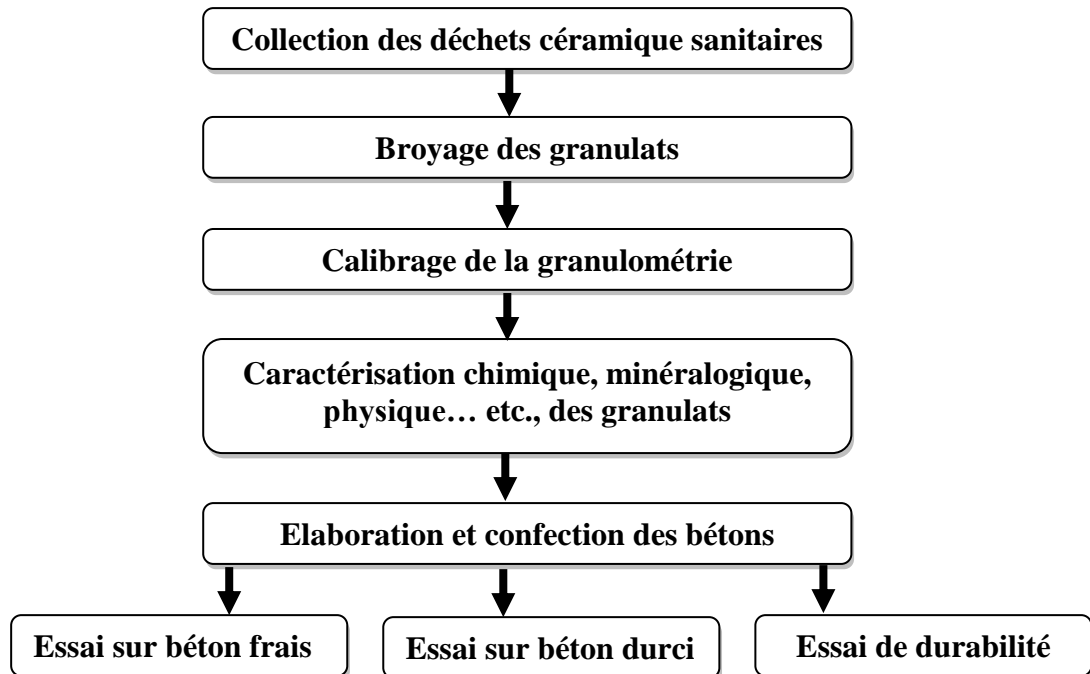 Collection des déchets céramique sanitaires
Broyage des granulats
Calibrage de la granulométrie
Caractérisation chimique, minéralogique,
physique… etc., des granulats
Elaboration et confection des bétons
Essai sur béton frais
Essai sur béton durci
Essai de durabilité